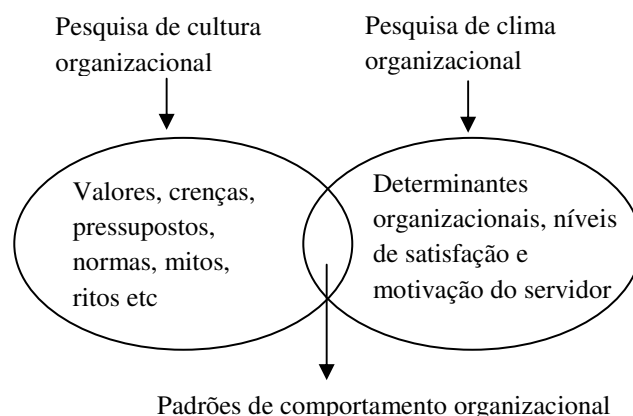 Pesquisa de cultura
organizacional
Pesquisa de clima
organizacional
Valores, crenças,
pressupostos,
normas, mitos,
ritos etc
Determinantes
organizacionais, níveis
de satisfação e
motivação do servidor
Padrões de comportamento organizacional